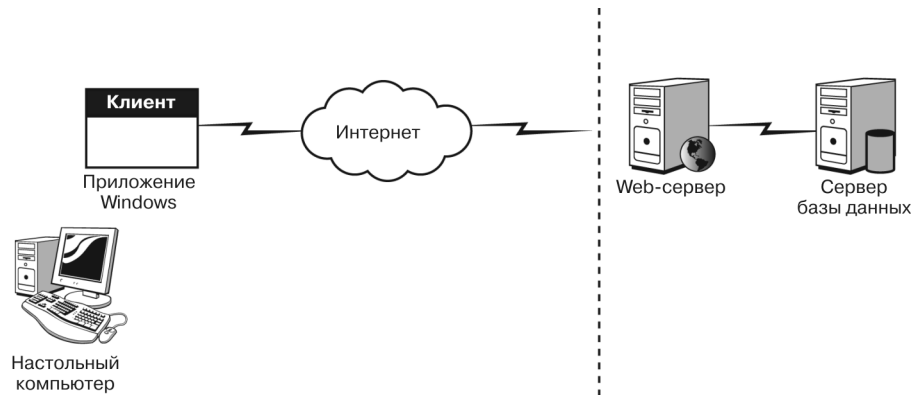 Клиент
Интернет
Приложение
Windows
Web-сервер
Сервер
базы данных
Настольный
компьютер